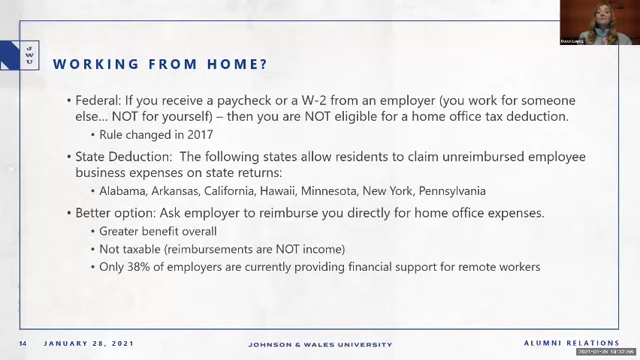 J
W
U
WORKING FROM HOME?
• Federal: If you receive a paycheck or a W-2 from an employer (you work for someone
else... NOT for yourself) – then you are NOT eligible for a home office tax deduction.
• Rule changed in 2017
• State Deduction: The following states allow residents to claim unreimbursed employee
business expenses on state returns:
• Alabama, Arkansas, California, Hawaii, Minnesota, New York, Pennsylvania
• Better option: Ask employer to reimburse you directly for home office expenses.
• Greater benefit overall
• Not taxable (reimbursements are NOT income)
• Only 38% of employers are currently providing financial support for remote workers
14 JANUARY 28, 2021 JOHNSON & WALES UNIVERSITY ALUMNI RELATIONS